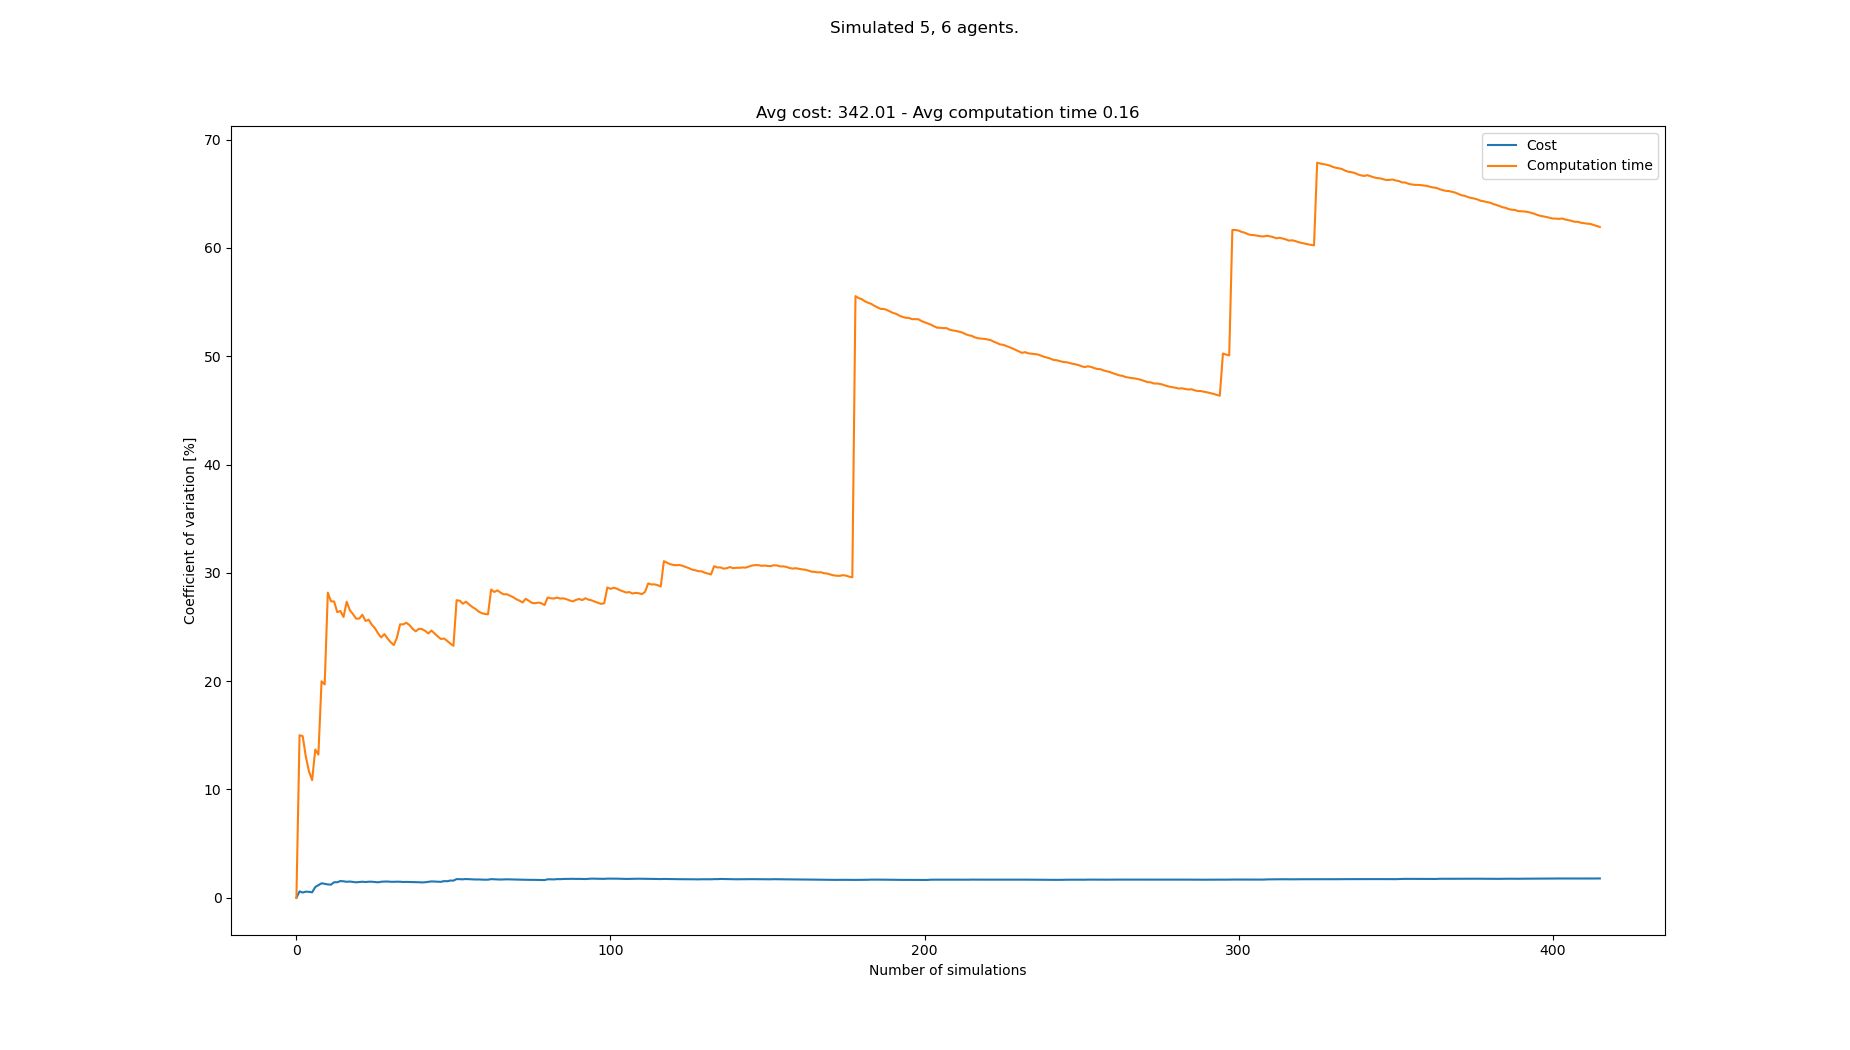 Simulated 5, 6 agents.
Avg cost: 342.01 - Avg computation time 0.16
Cost
Computation time
70
60
50
40
30
20
10
0
Coefficient of variation [%]
0 100 200 300 400
Number of simulations